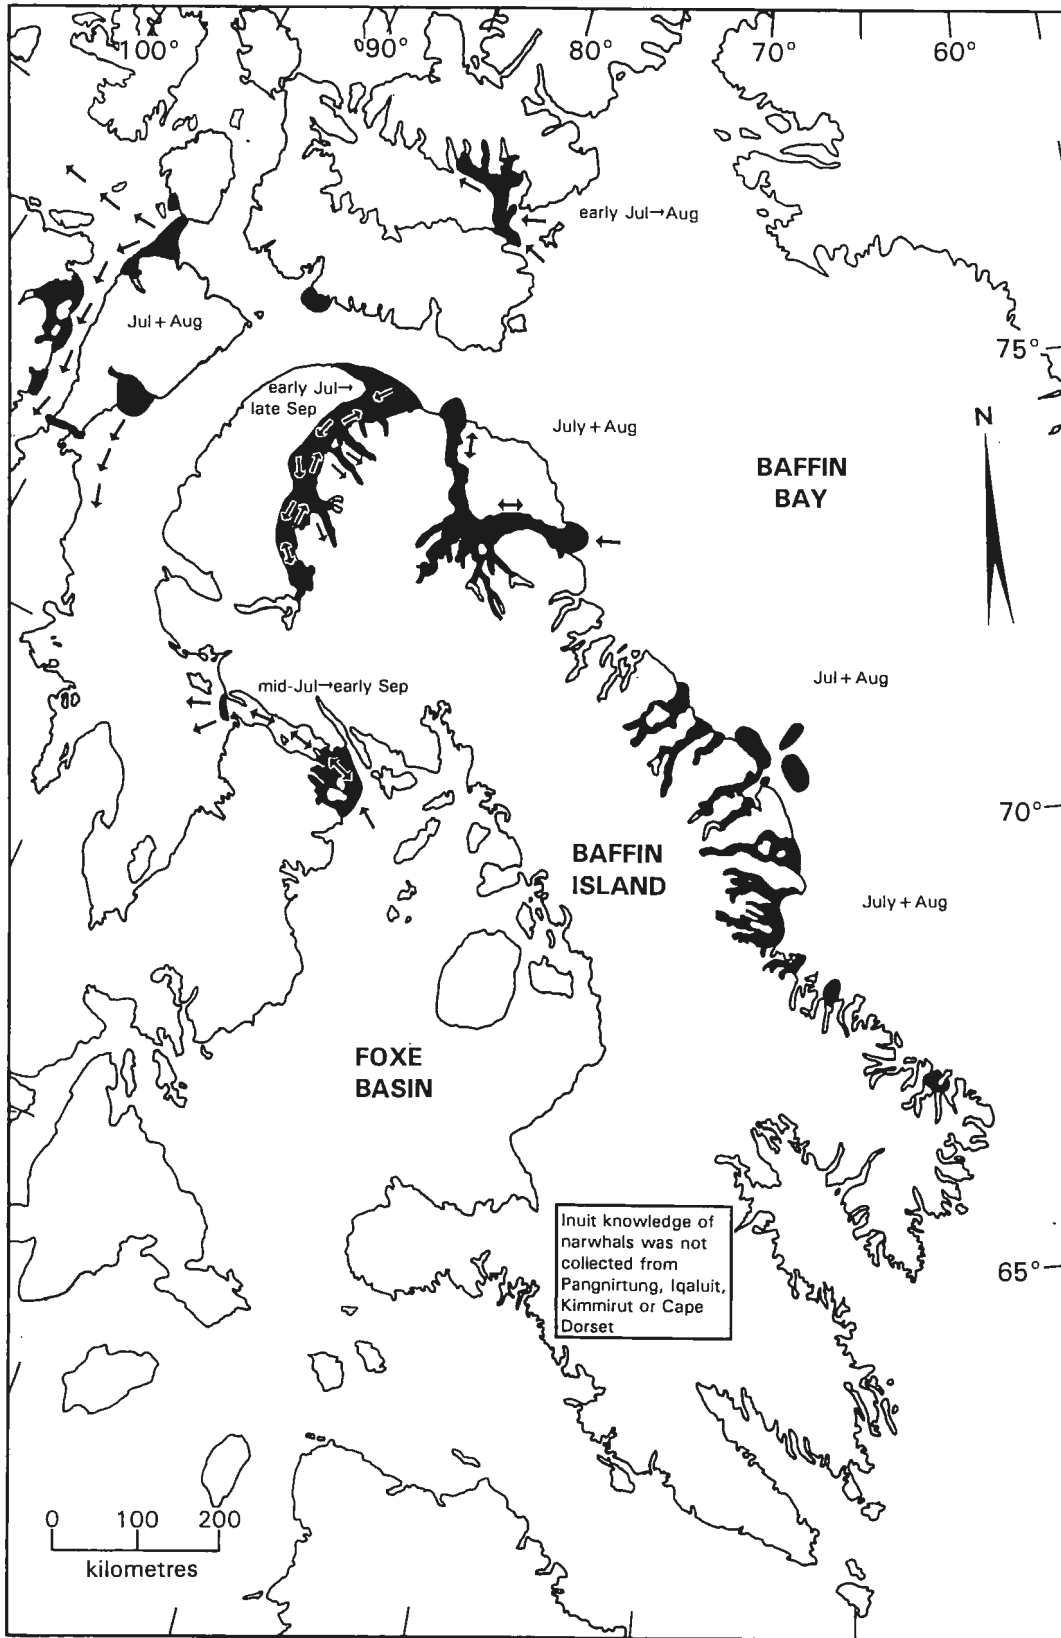 100° 90° 80° 70° 60°
early Jul→Aug
Jul + Aug
75°
early Jul→
late Sep
July + Aug
N
BAFFIN
BAY
mid-Jul→early Sep
Jul + Aug
70°
BAFFIN
ISLAND
July + Aug
FOXE
BASIN
Inuit knowledge of
narwhals was not
collected from
Pangnirtung, Iqaluit,
Kimmirut or Cape
Dorset
65°
0 100 200
kilometres